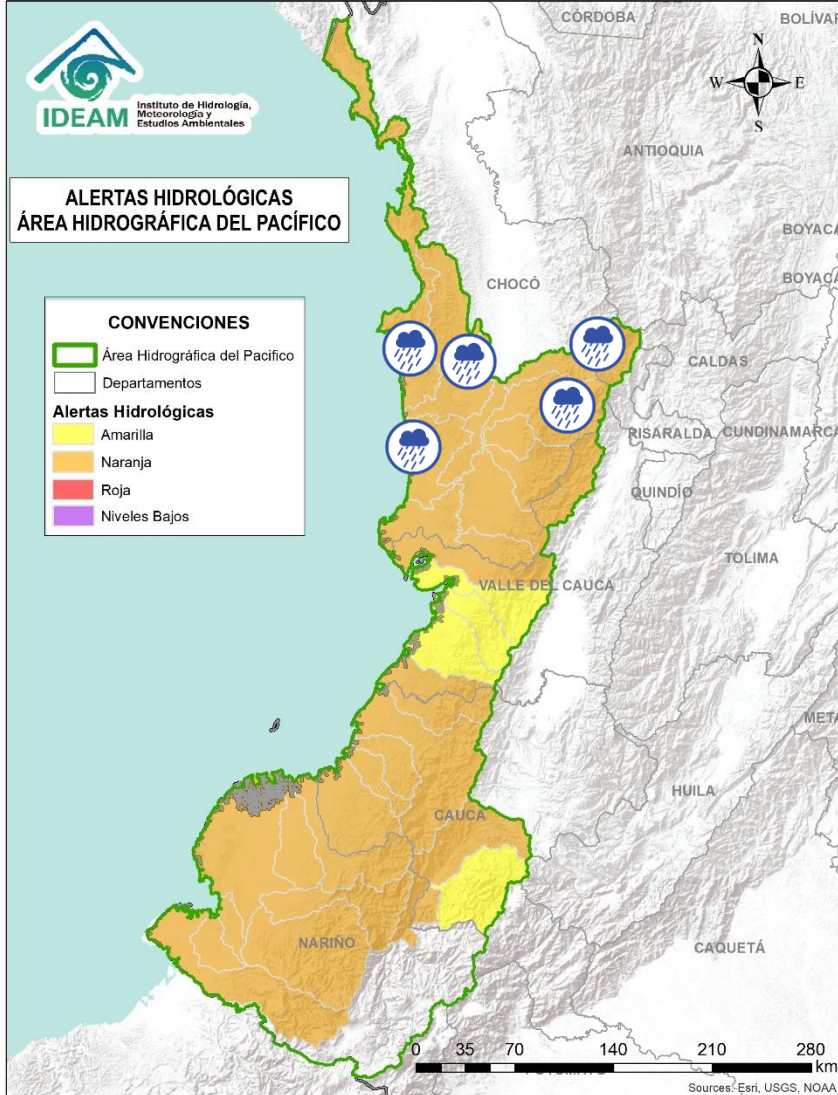 CÓRDOBA
BOLÍVAR
IDEAM
Instituto de Hidrología,
Meteorología y
Estudios Ambientales
N
W
E
S
ANTIOQUIA
ALERTAS HIDROLÓGICAS
ÁREA HIDROGRÁFICA DEL PACÍFICO
BOYACÁ
BOYACÁ
CHOCÓ
CONVENCIONES
Área Hidrográfica del Pacifico
Departamentos
Alertas Hidrológicas
Amarilla
Naranja
Roja
Niveles Bajos
CALDAS
RISARALDA
CUNDINAMARCA
QUINDÍO
TOLIMA
VALLE DEL CAUCA
META
HUILA
CAUCA
NARIÑO
CAQUETÁ
0 35 70 140 210 280
km
Sources: Esri, USGS, NOAA